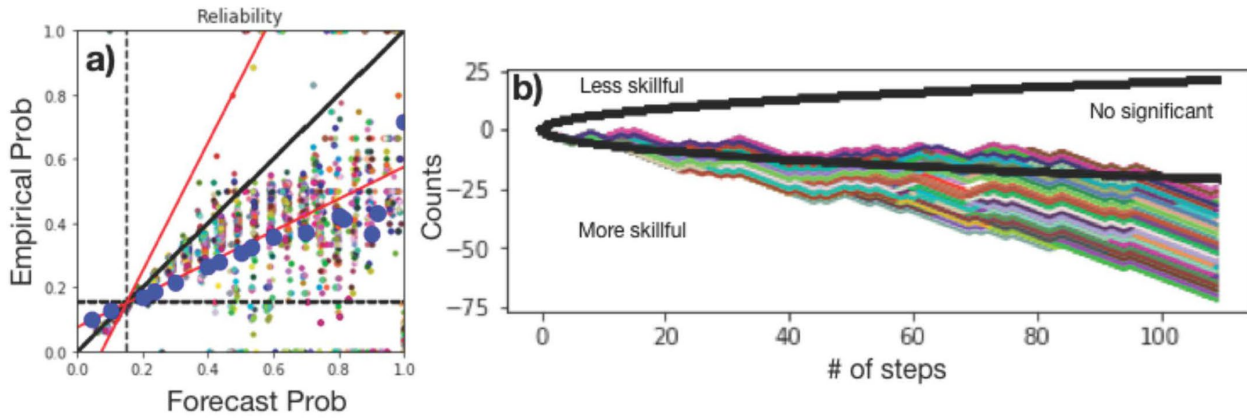 Reliability
a)
1.0
0.8
0.6
0.4
0.2
0.0
Empirical Prob
0.0 0.2 0.4 0.6 0.8 1.0
Forecast Prob
b)
25
0
−25
−50
−75
Counts
Less skillful
No significant
More skillful
0 20 40 60 80 100
# of steps